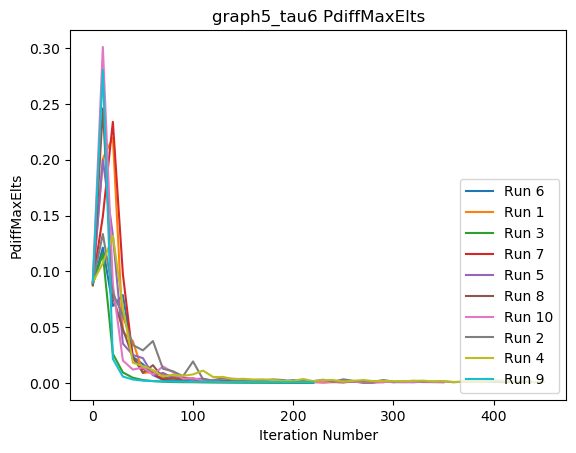 graph5_tau6 PdiffMaxElts
PdiffMaxElts
0.30
0.25
0.20
0.15
0.10
0.05
0.00
0
100
200
300
400
Iteration Number
Run 6
Run 1
Run 3
Run 7
Run 5
Run 8
Run 10
Run 2
Run 4
Run 9